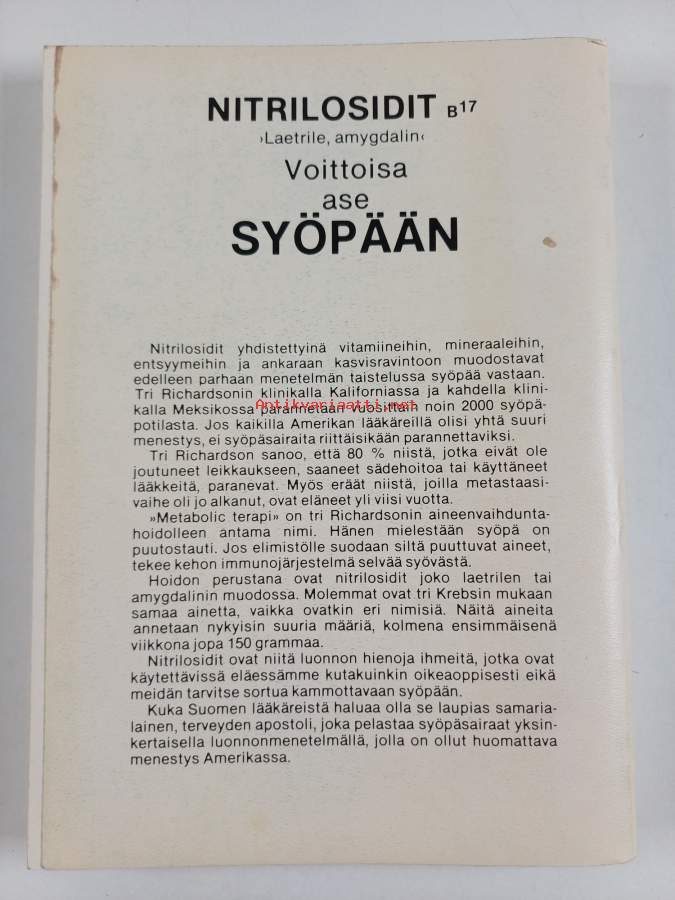 NITRILOSIDIT B17
›Laetrile, amygdalin‹
Voittoisa
ase
SYÖPÄÄN
Nitrilosidit yhdistettyinä vitamiineihin, mineraaleihin,
entsyymeihin ja ankaraan kasvisravintoon muodostavat
edelleen parhaan menetelmän taistelussa syöpää vastaan.
Tri Richardsonin klinikalla Kaliforniassa ja kahdella klini-
kalla Meksikossa parannetaan vuosittain noin 2000 syöpä-
Antikvariaatti.net
potilasta. Jos kaikilla Amerikan lääkäreillä olisi yhtä suuri
menestys, ei syöpäsairaita riittäisikään parannettaviksi.
Tri Richardson sanoo, että 80 % niistä, jotka eivät ole
joutuneet leikkaukseen, saaneet sädehoitoa tai käyttäneet
lääkkeitä, paranevat. Myös eräät niistä, joilla metastaasi-
vaihe oli jo alkanut, ovat eläneet yli viisi vuotta.
»Metabolic terapi» on tri Richardsonin aineenvaihdunta-
hoidolleen antama nimi. Hänen mielestään syöpä on
puutostauti. Jos elimistölle suodaan siltä puuttuvat aineet,
tekee kehon immunojärjestelmä selvää syövästä.
Hoidon perustana ovat nitrilosidit joko laetrilen tai
amygdalinin muodossa. Molemmat ovat tri Krebsin mukaan
samaa ainetta, vaikka ovatkin eri nimisiä. Näitä aineita
annetaan nykyisin suuria määriä, kolmena ensimmäisenä
viikkona jopa 150 grammaa.
Nitrilosidit ovat niitä luonnon hienoja ihmeitä, jotka ovat
käytettävissä eläessämme kutakuinkin oikeaoppisesti eikä
meidän tarvitse sortua kammottavaan syöpään.
Kuka Suomen lääkäreistä haluaa olla se laupias samaria-
lainen, terveyden apostoli, joka pelastaa syöpäsairaat yksin-
kertaisella luonnonmenetelmällä, jolla on ollut huomattava
menestys Amerikassa.